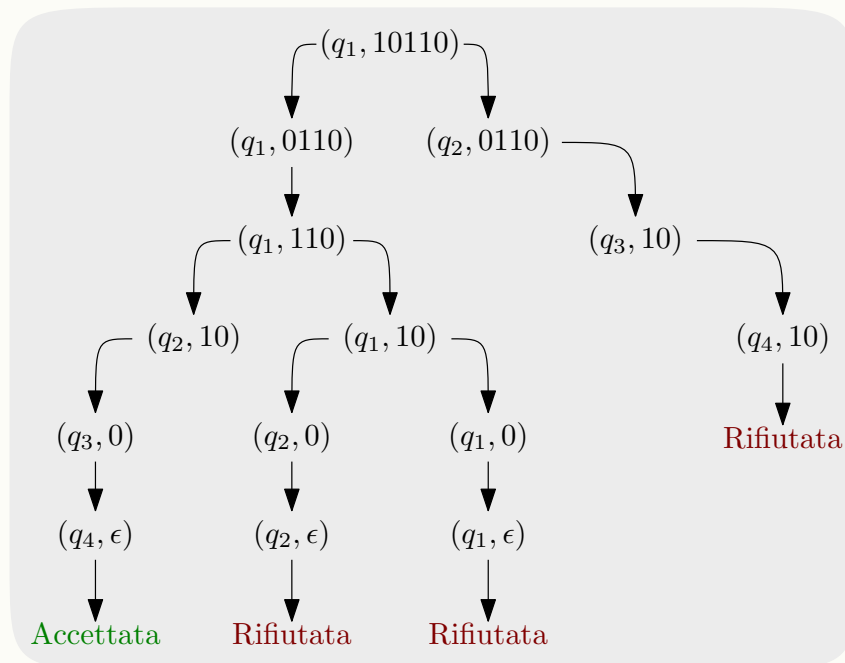 (q₁, 10110)
(q₁, 0110) (q₂, 0110)
(q₁, 110) (q₃, 10)
(q₂, 10) (q₁, 10) (q₄, 10)
(q₃, 0) (q₂, 0) (q₁, 0) Rifiutata
(q₄, ϵ) (q₂, ϵ) (q₁, ϵ)
Accettata Rifiutata Rifiutata